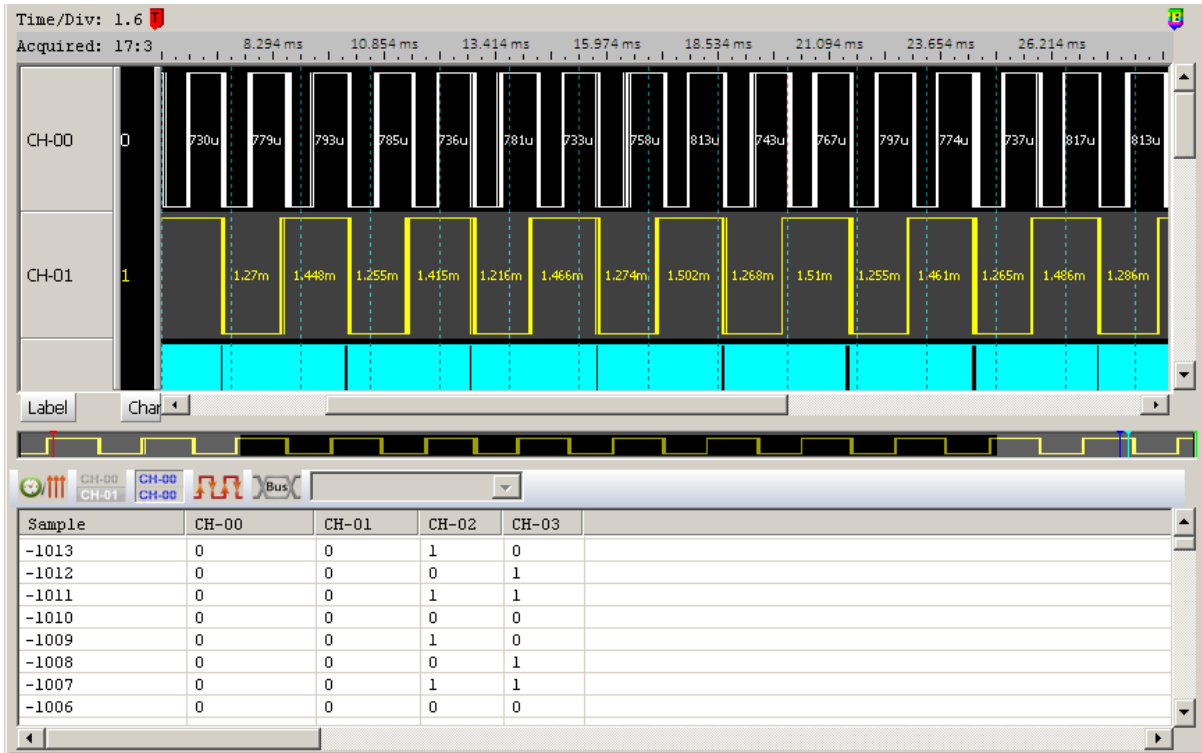 Time/Div: 1.6 T B
Acquired: 17:3 8.294 ms 10.854 ms 13.414 ms 15.974 ms 18.534 ms 21.094 ms 23.654 ms 26.214 ms
CH-00 0 730u 779u 793u 785u 736u 781u 733u 758u 813u 743u 767u 797u 774u 737u 817u 813u
CH-01 1 1.27m 1.448m 1.255m 1.415m 1.216m 1.466m 1.274m 1.502m 1.268m 1.51m 1.255m 1.461m 1.265m 1.486m 1.286m
Label Char
CH-00 CH-00 Bus
CH-01 CH-00
Sample CH-00 CH-01 CH-02 CH-03
-1013 0 0 1 0
-1012 0 0 0 1
-1011 0 0 1 1
-1010 0 0 0 0
-1009 0 0 1 0
-1008 0 0 0 1
-1007 0 0 1 1
-1006 0 0 0 0